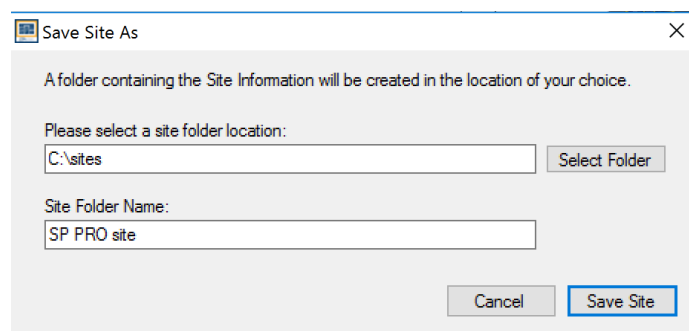 Save Site As
A folder containing the Site Information will be created in the location of your choice.
Please select a site folder location:
C:\sites
Select Folder
Site Folder Name:
SP PRO site
Cancel
Save Site